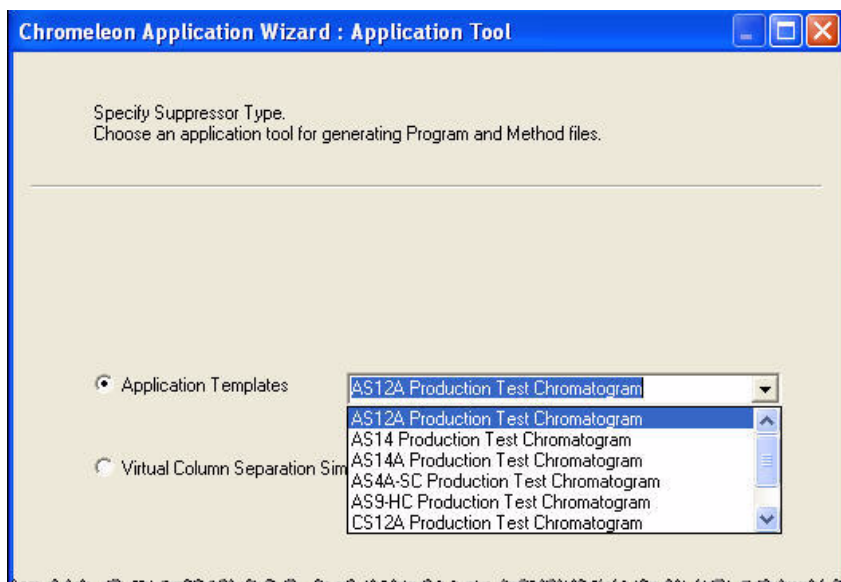 Chromeleon Application Wizard : Application Tool
Specify Suppressor Type.
Choose an application tool for generating Program and Method files.
Application Templates
AS12A Production Test Chromatogram
AS12A Production Test Chromatogram
AS14 Production Test Chromatogram
AS14A Production Test Chromatogram
Virtual Column Separation Sim
AS4A-SC Production Test Chromatogram
AS9-HC Production Test Chromatogram
CS12A Production Test Chromatogram